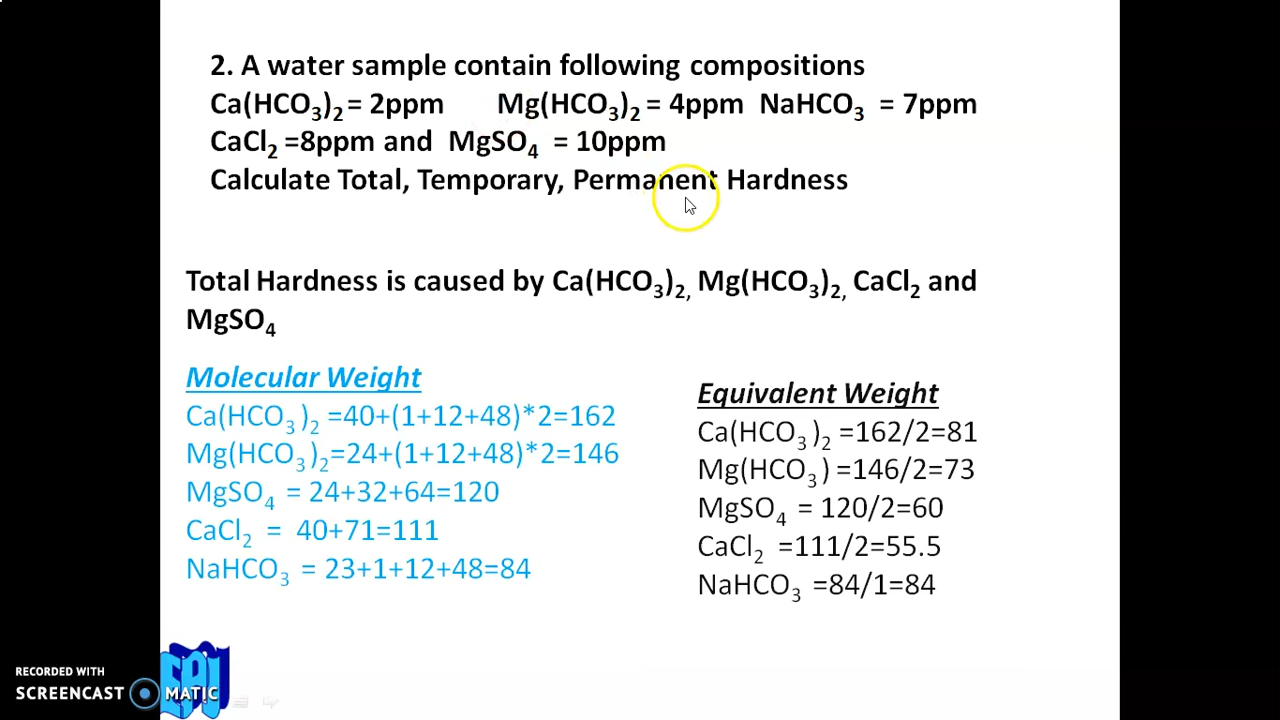 2. A water sample contain following compositions
Ca(HCO₃)₂ = 2ppm Mg(HCO₃)₂ = 4ppm NaHCO₃ = 7ppm
CaCl₂ =8ppm and MgSO₄ = 10ppm
Calculate Total, Temporary, Permanent Hardness
Total Hardness is caused by Ca(HCO₃)₂, Mg(HCO₃)₂, CaCl₂ and
MgSO₄
Molecular Weight
Ca(HCO₃)₂ =40+(1+12+48)*2=162
Mg(HCO₃)₂=24+(1+12+48)*2=146
MgSO₄ = 24+32+64=120
CaCl₂ = 40+71=111
NaHCO₃ = 23+1+12+48=84
Equivalent Weight
Ca(HCO₃)₂ =162/2=81
Mg(HCO₃) =146/2=73
MgSO₄ = 120/2=60
CaCl₂ =111/2=55.5
NaHCO₃ =84/1=84
RECORDED WITH
SCREENCAST MATIC